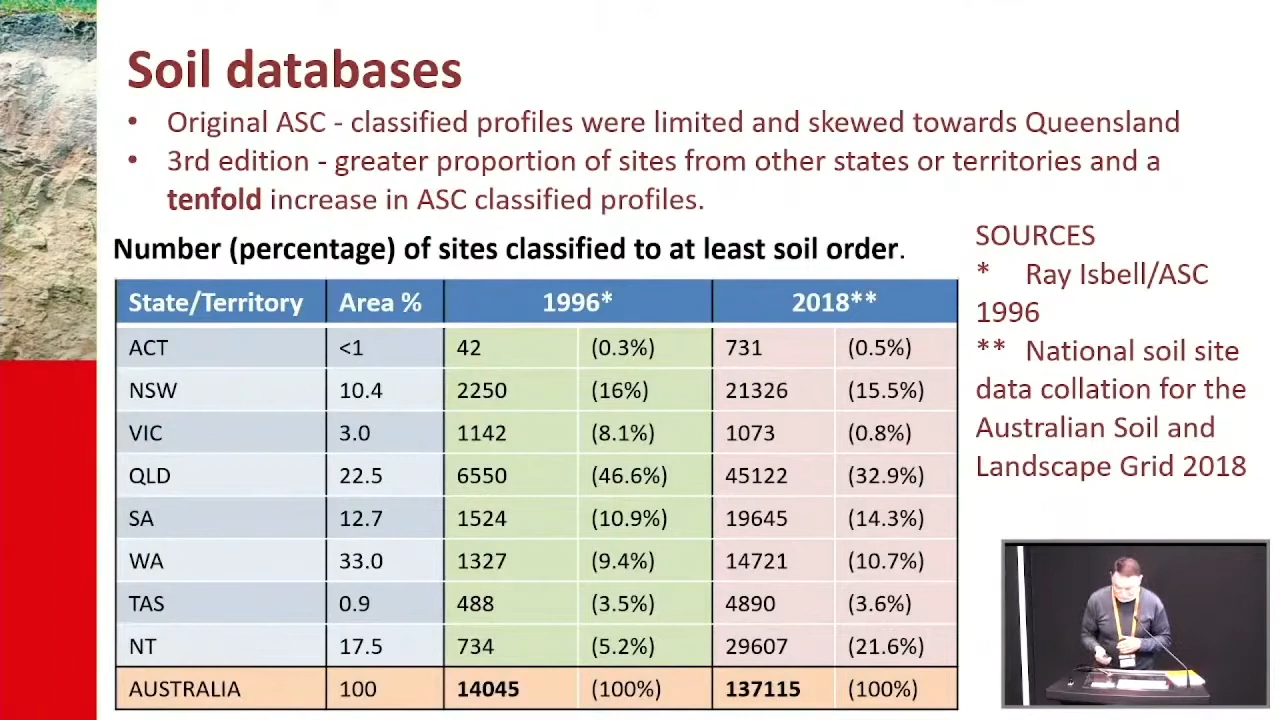 Soil databases
• Original ASC - classified profiles were limited and skewed towards Queensland
• 3rd edition - greater proportion of sites from other states or territories and a
tenfold increase in ASC classified profiles.
Number (percentage) of sites classified to at least soil order.
State/Territory Area % 1996* 2018**
ACT <1 42 (0.3%) 731 (0.5%)
NSW 10.4 2250 (16%) 21326 (15.5%)
VIC 3.0 1142 (8.1%) 1073 (0.8%)
QLD 22.5 6550 (46.6%) 45122 (32.9%)
SA 12.7 1524 (10.9%) 19645 (14.3%)
WA 33.0 1327 (9.4%) 14721 (10.7%)
TAS 0.9 488 (3.5%) 4890 (3.6%)
NT 17.5 734 (5.2%) 29607 (21.6%)
AUSTRALIA 100 14045 (100%) 137115 (100%)
SOURCES
* Ray Isbell/ASC
1996
** National soil site
data collation for the
Australian Soil and
Landscape Grid 2018